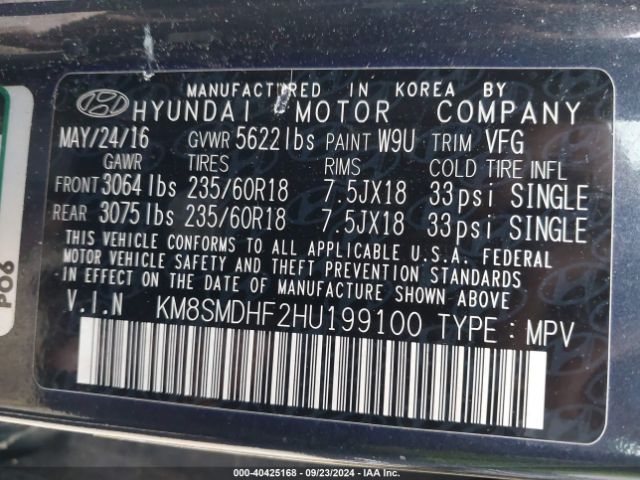 MANUFACTURED IN KOREA BY
HYUNDAI MOTOR COMPANY
MAY/24/16 GVWR 5622lbs PAINT W9U TRIM VFG
GAWR TIRES RIMS COLD TIRE INFL
FRONT 3064lbs 235/60R18 7.5JX18 33psi SINGLE
REAR 3075lbs 235/60R18 7.5JX18 33psi SINGLE
THIS VEHICLE CONFORMS TO ALL APPLICABLE U.S.A. FEDERAL
MOTOR VEHICLE SAFETY AND THEFT PREVENTION STANDARDS
IN EFFECT ON THE DATE OF MANUFACTURE SHOWN ABOVE
V.I.N KM8SMDHF2HU199100 TYPE : MPV
PO6
000-40425168 - 09/23/2024 - IAA Inc.